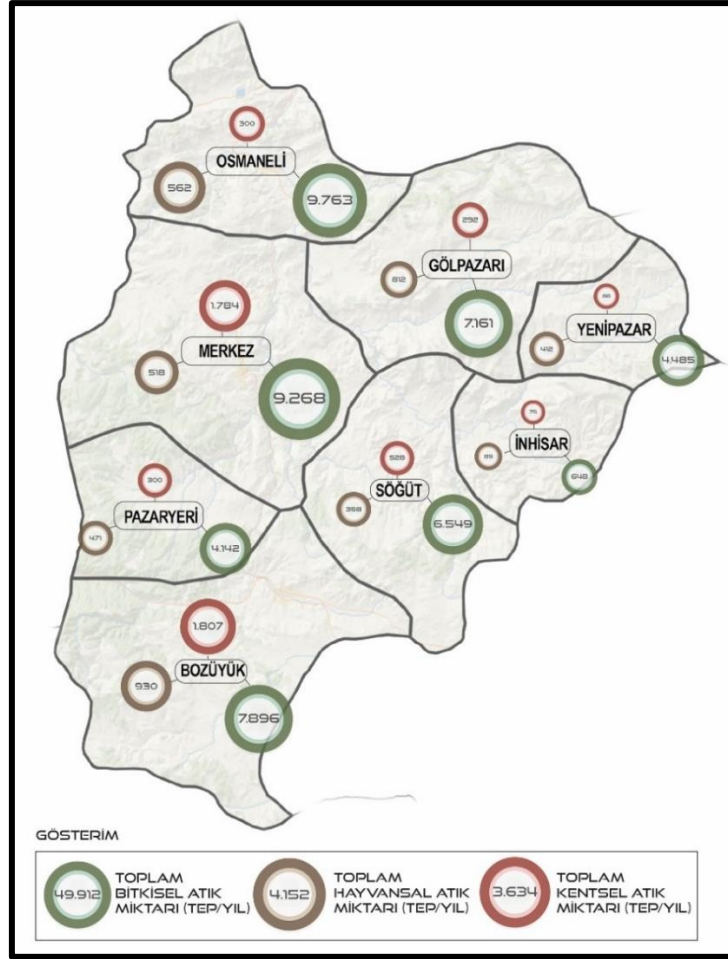 300
OSMANELİ
562
9.763
292
GÖLPAZARI
812
7.161
1.784
MERKEZ
518
9.268
YENİPAZAR
412
4.485
75
İNHİSAR
648
528
SÖĞÜT
6.549
300
PAZARYERİ
471
4.142
1.807
BOZÜYÜK
930
7.896
GÖSTERİM
49.912
TOPLAM
BİTKİSEL ATIK
MİKTARI (TEP/YIL)
4.152
TOPLAM
HAYVANSAL ATIK
MİKTARI (TEP/YIL)
3.634
TOPLAM
KENTSEL ATIK
MİKTARI (TEP/YIL)